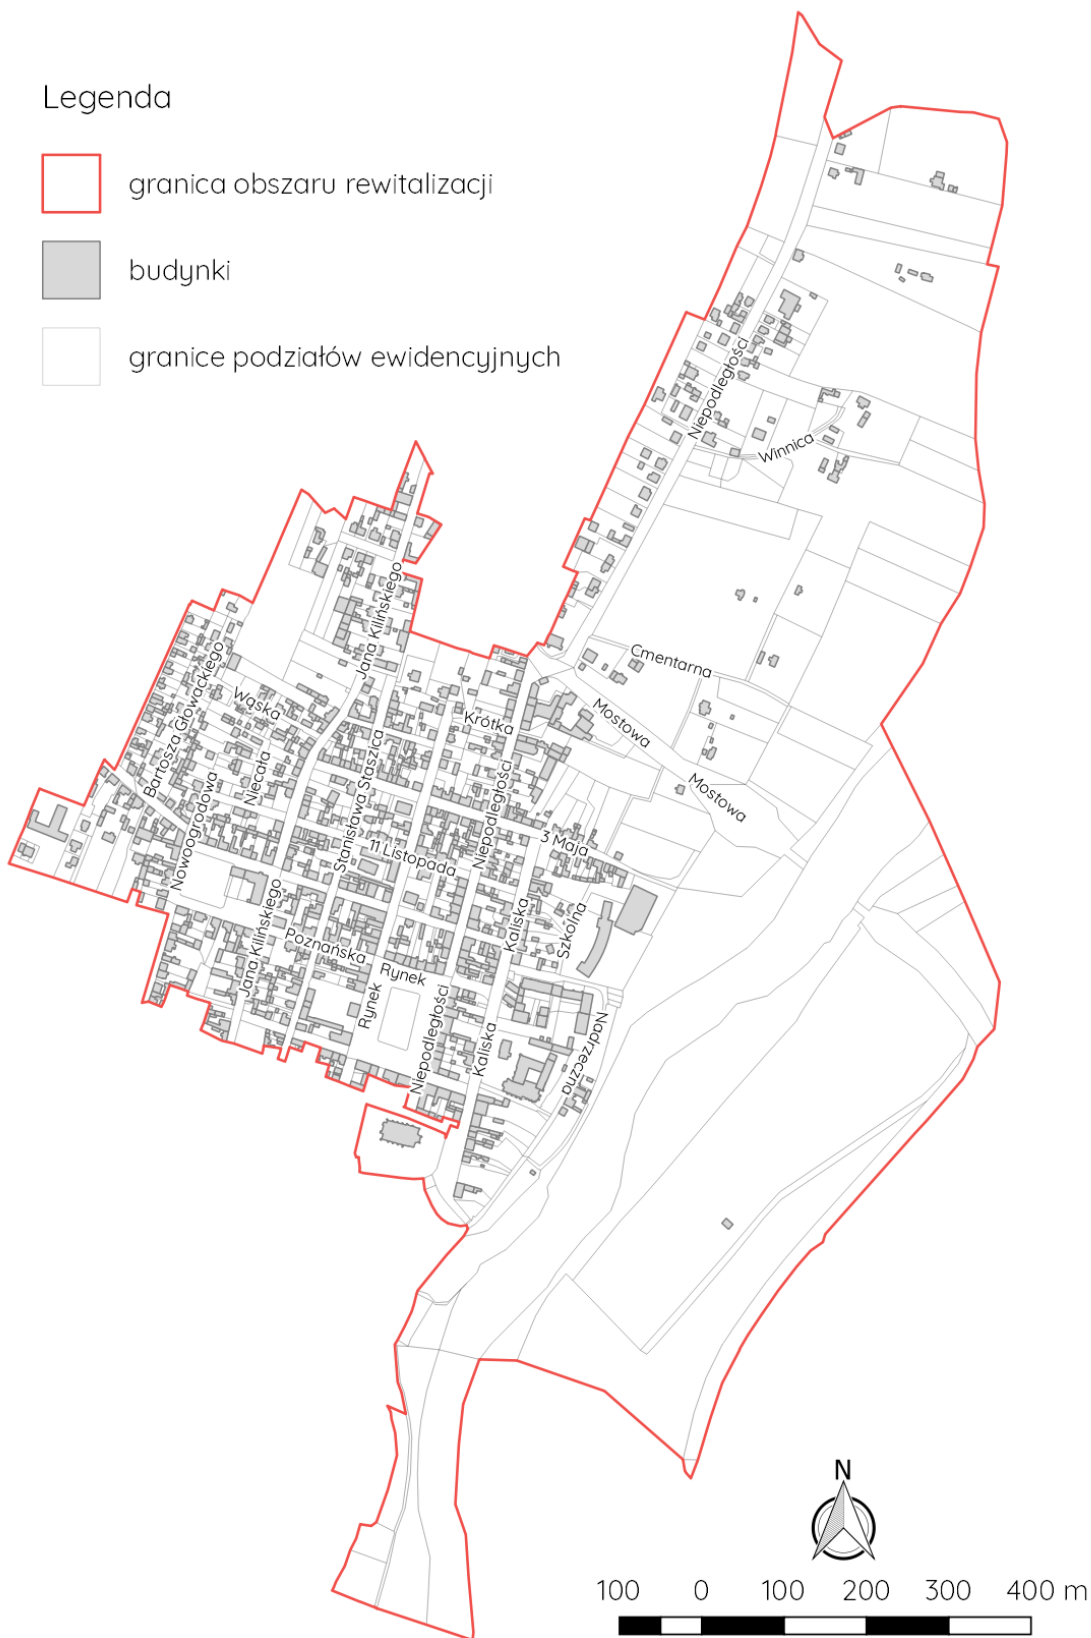 Legenda
granica obszaru rewitalizacji
budynki
granice podziałów ewidencyjnych
Niepodległości
Winnica
Jana Kilińskiego
Cmentarna
Bartosza Głowackiego
Wąska
Krótka
Mostowa
Niecała
Stanisława Staszica
Niepodległości
Mostowa
Nowoogrodowa
11 Listopada
3 Maja
Jana Kilińskiego
Poznańska
Rynek
Kaliska
Szkolna
Rynek
Niepodległości
Kaliska
Nadrzeczna
N
100 0 100 200 300 400 m